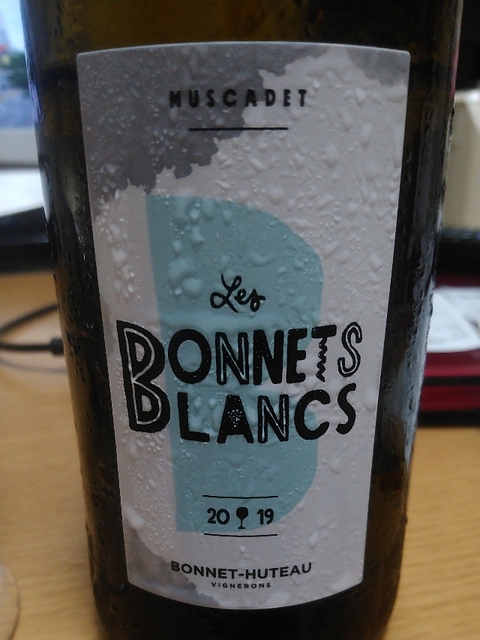 MUSCADET
Les
BONNETS
BLANCS
20 19
BONNET-HUTEAU
VIGNERONS